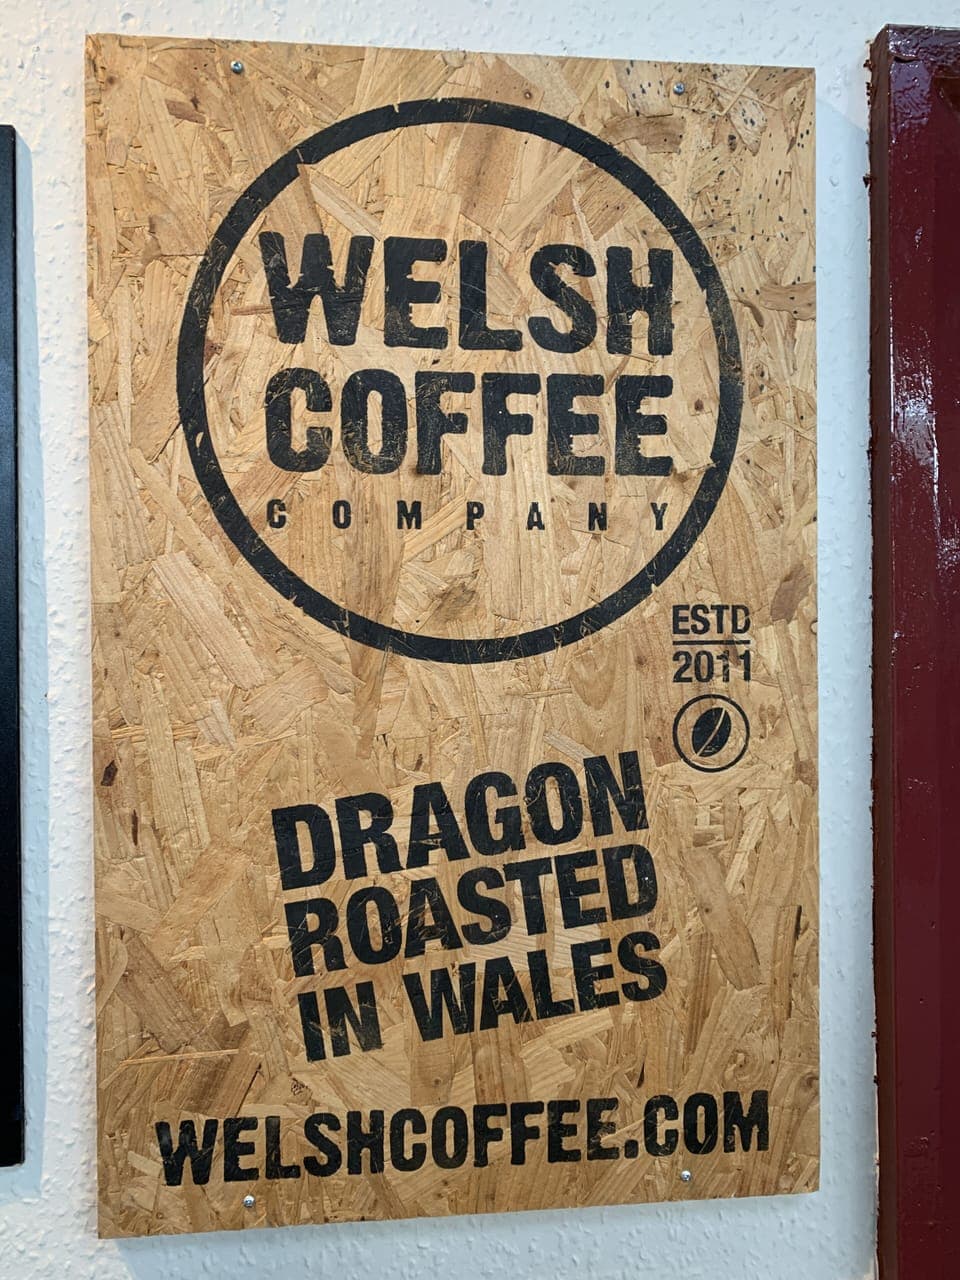 WELSH
COFFEE
COMPANY
ESTD
2011
DRAGON
ROASTED
IN WALES
WELSHCOFFEE.COM